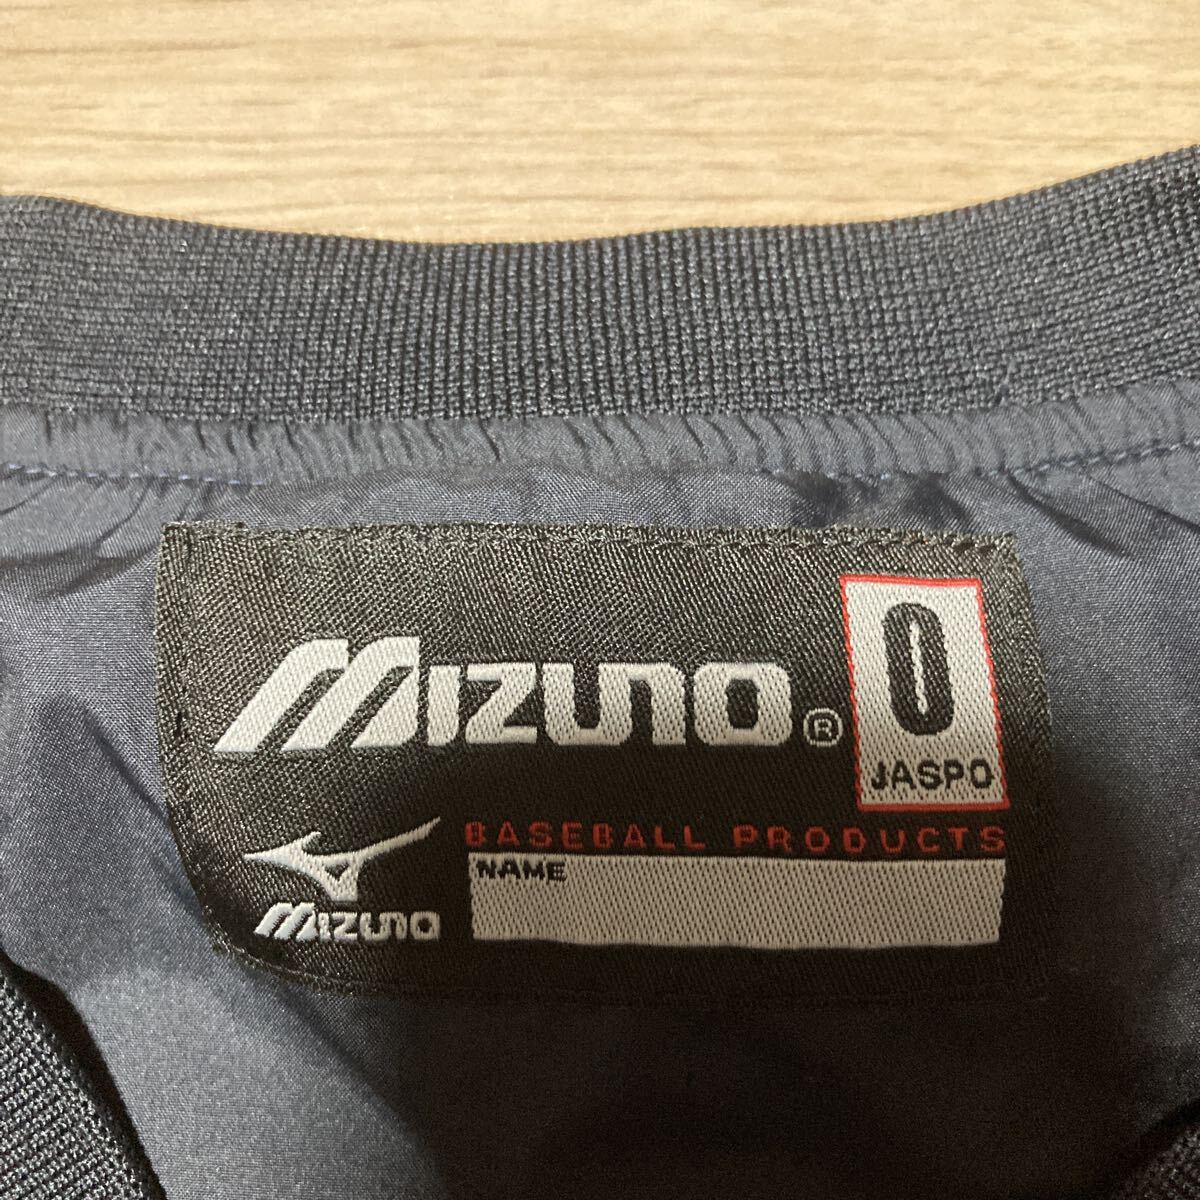 MIZUNO®
O
JASPO
BASEBALL PRODUCTS
NAME
MIZUNO